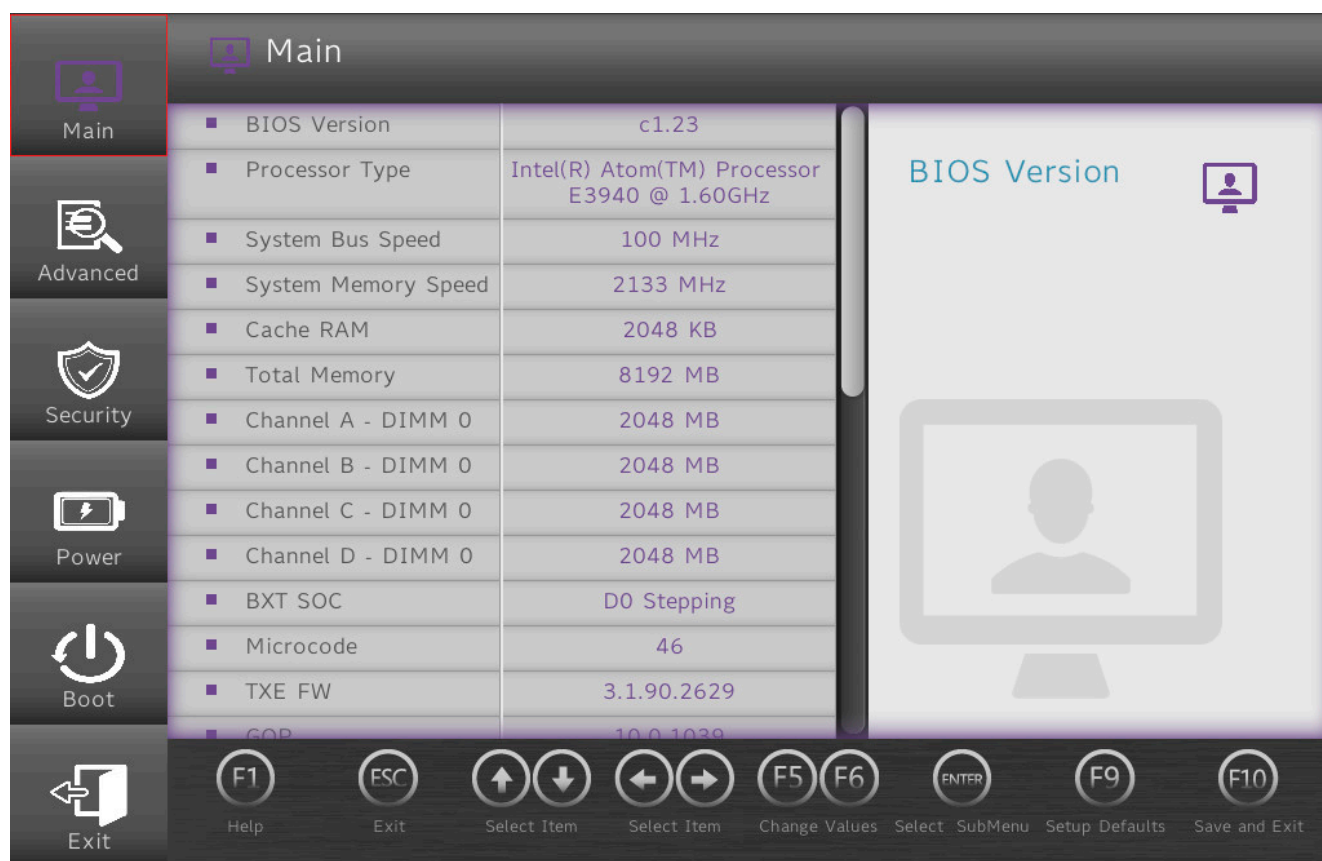 Main
Main
BIOS Version c1.23
Processor Type Intel(R) Atom(TM) Processor
E3940 @ 1.60GHz
System Bus Speed 100 MHz
System Memory Speed 2133 MHz
Cache RAM 2048 KB
Total Memory 8192 MB
Channel A - DIMM 0 2048 MB
Channel B - DIMM 0 2048 MB
Channel C - DIMM 0 2048 MB
Channel D - DIMM 0 2048 MB
BXT SOC D0 Stepping
Microcode 46
TXE FW 3.1.90.2629
GOP 10.0.1039
BIOS Version
Advanced
Security
Power
Boot
Exit
F1 ESC F5 F6 ENTER F9 F10
Help Exit Select Item Select Item Change Values Select SubMenu Setup Defaults Save and Exit